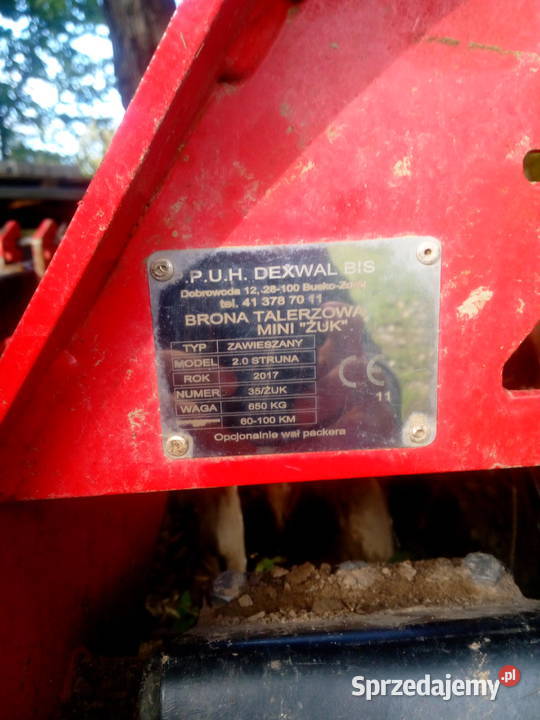 P.U.H. DEXWAL BIS
Dobrowoda 12, 28-100 Busko-Zdrój
tel. 41 378 70 11
BRONA TALERZOWA
MINI "ŻUK"
TYP ZAWIESZANY
MODEL 2.0 STRUNA
ROK 2017
NUMER 35/ŻUK
WAGA 650 KG
60-100 KM
CE
11
Opcjonalnie wał packera
Sprzedajemy.pl